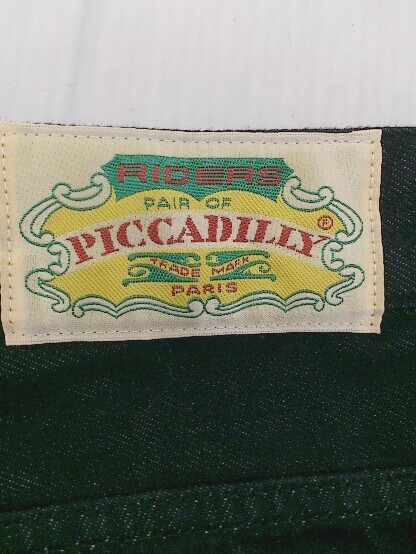 RIDERS
PAIR OF
PICCADILLY ®
TRADE MARK
PARIS